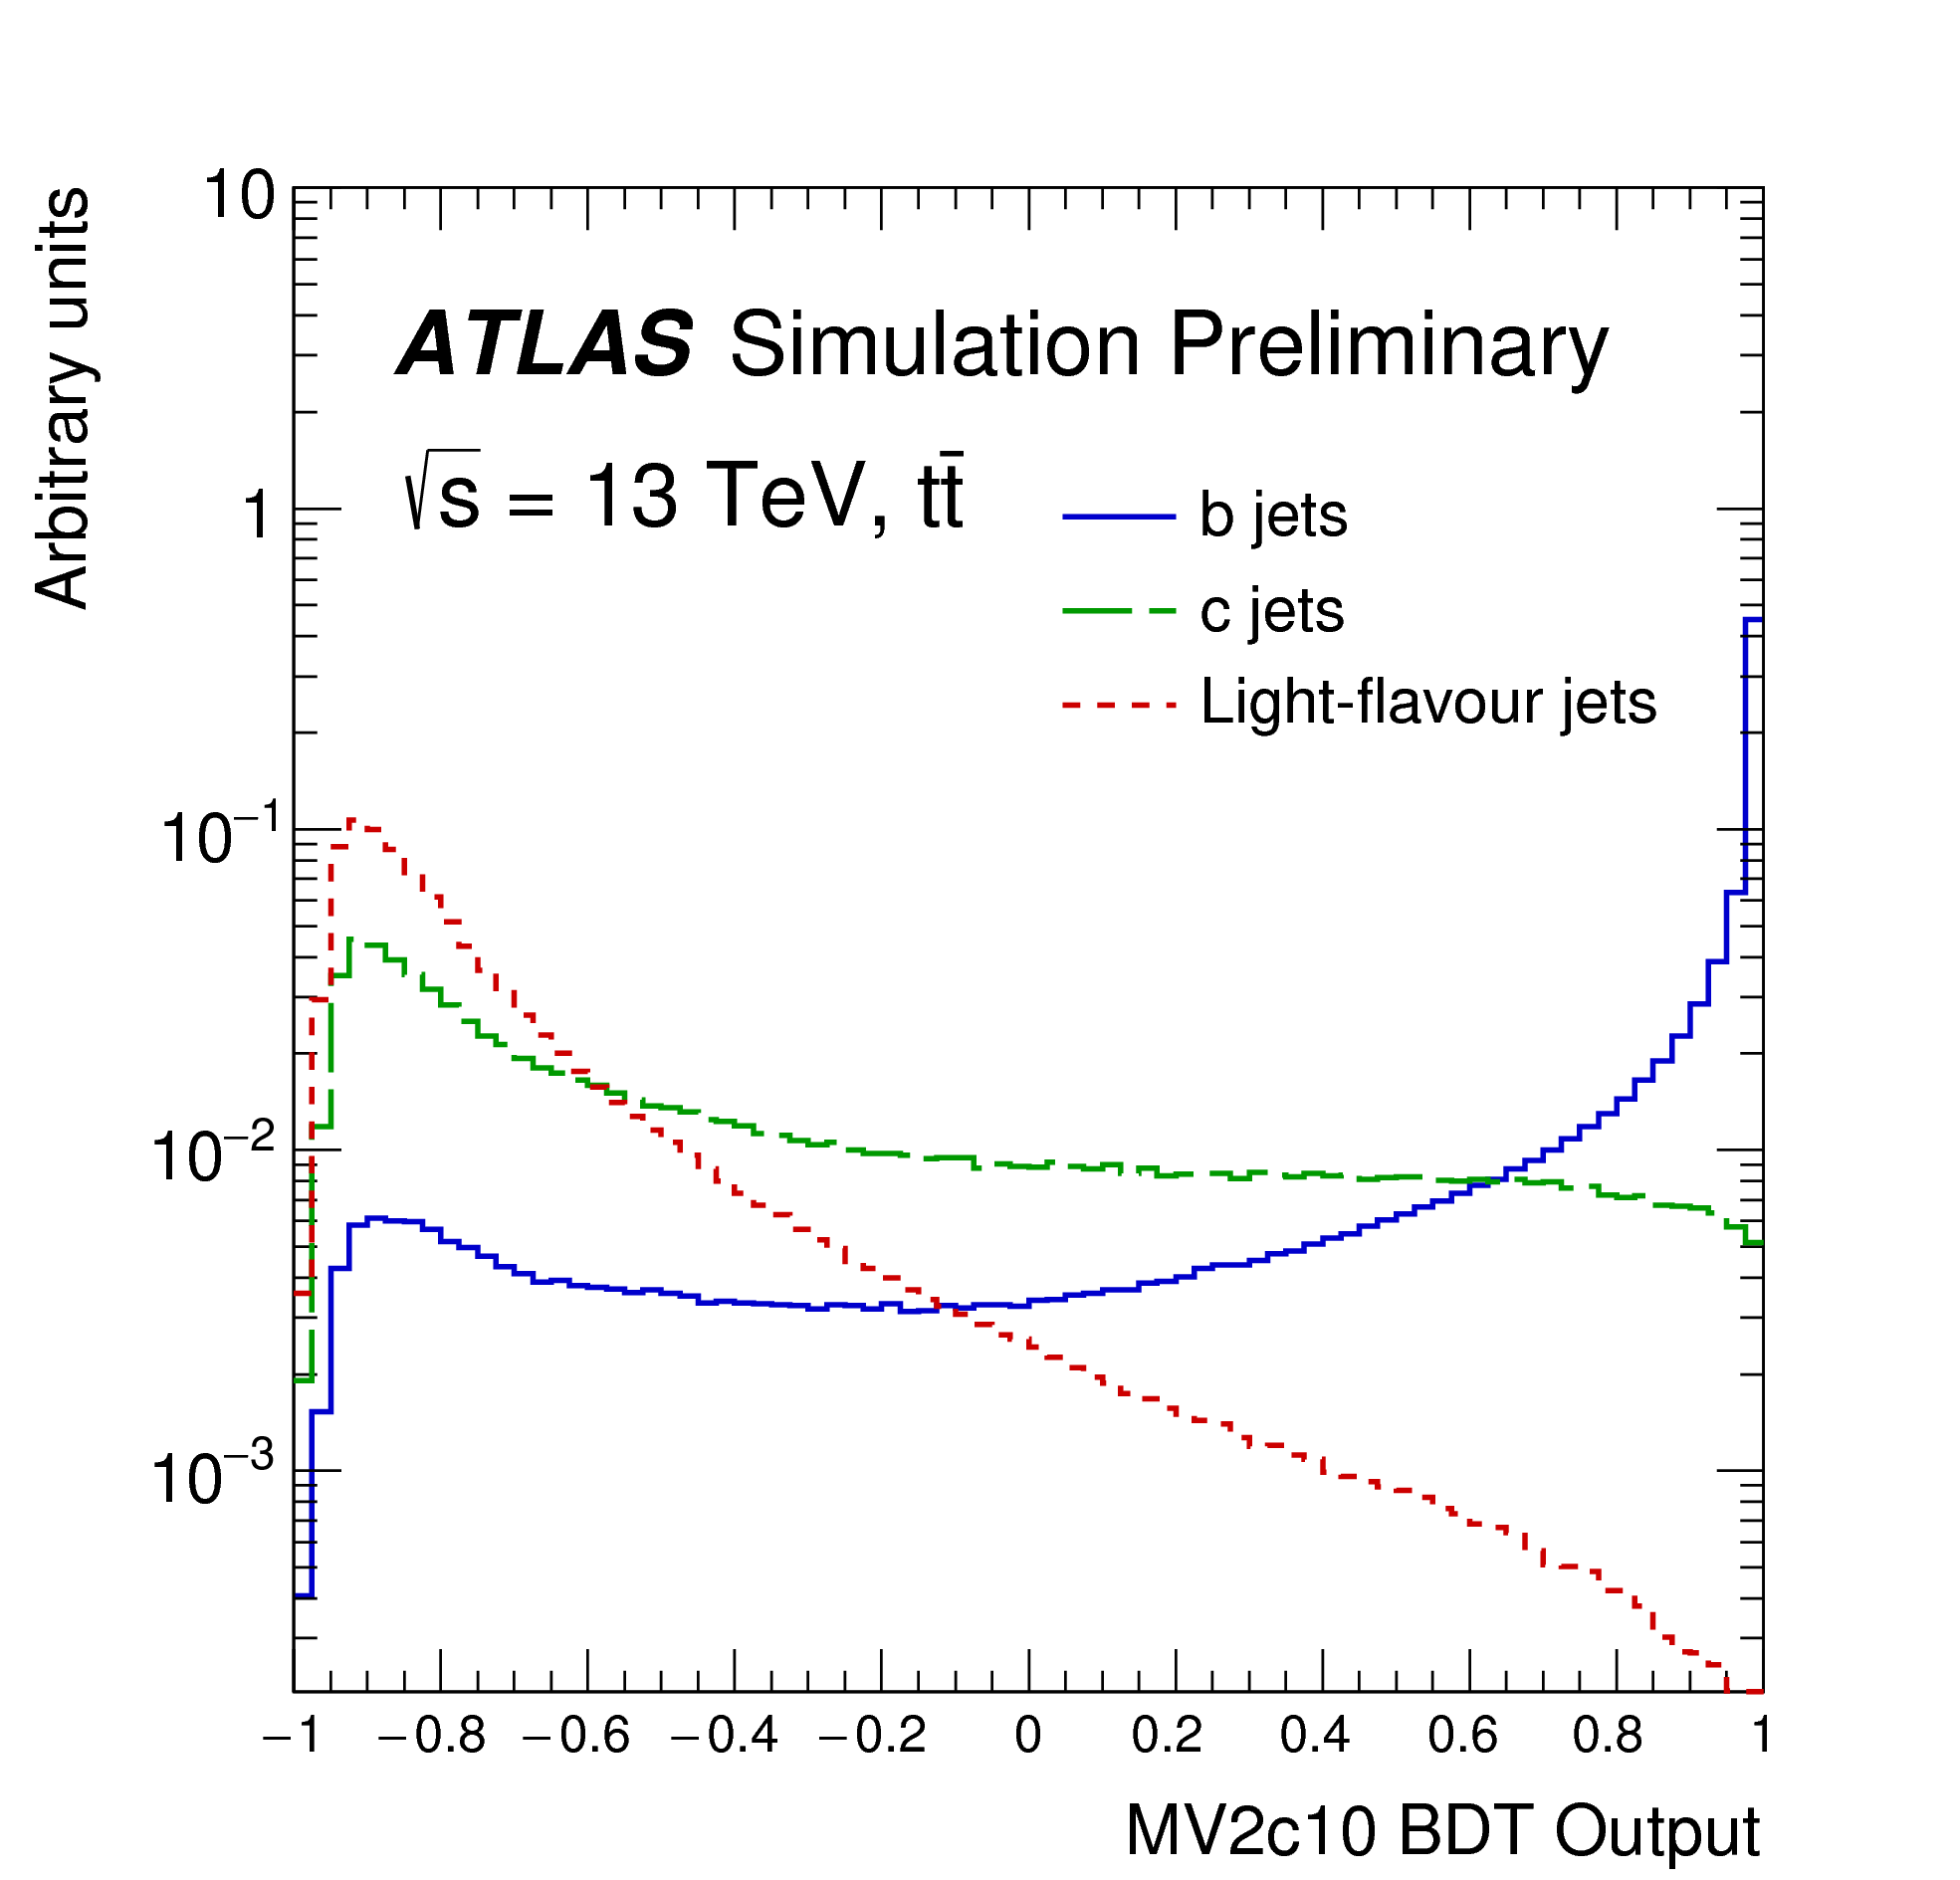 Arbitrary units
10
1
10⁻¹
10⁻²
10⁻³
ATLAS Simulation Preliminary
√s = 13 TeV, tt̄
b jets
c jets
Light-flavour jets
−1 −0.8 −0.6 −0.4 −0.2 0 0.2 0.4 0.6 0.8 1
MV2c10 BDT Output